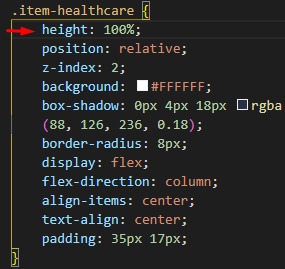 .item-healthcare {
height: 100%;
position: relative;
z-index: 2;
background: #FFFFFF;
box-shadow: 0px 4px 18px rgba
(88, 126, 236, 0.18);
border-radius: 8px;
display: flex;
flex-direction: column;
align-items: center;
text-align: center;
padding: 35px 17px;
}